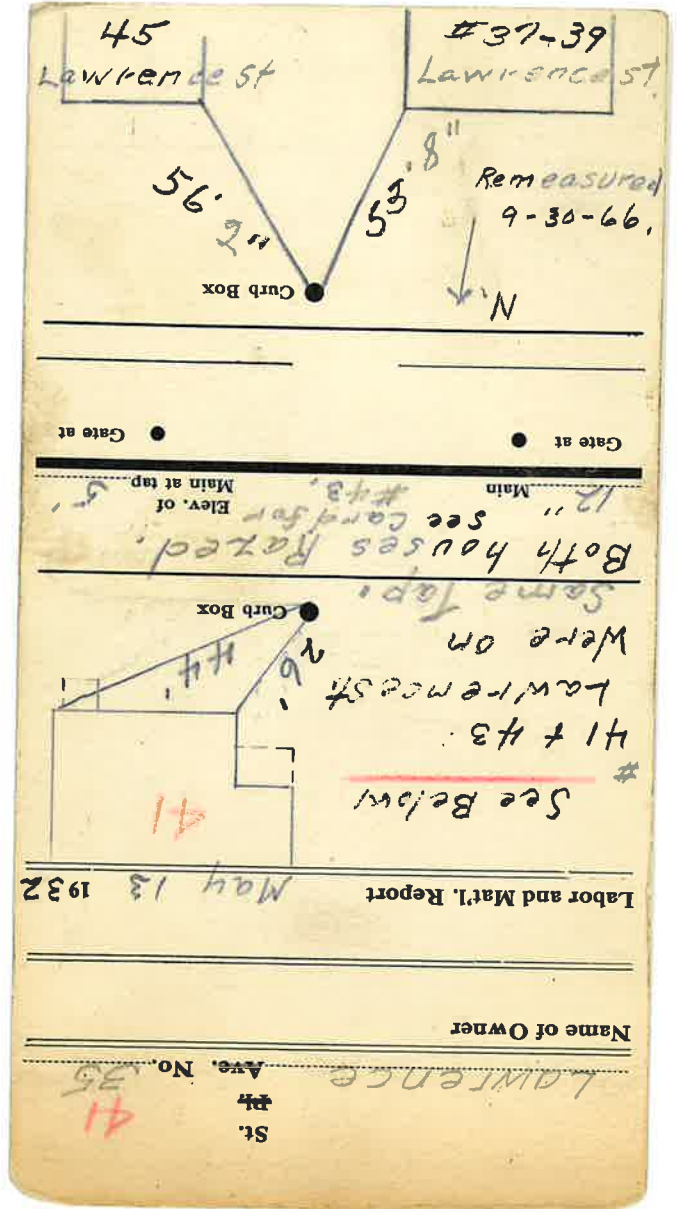 St.
Pl.
Lawrence Ave. No. 35
41
Name of Owner
Labor and Mat'l. Report May 13 1932
See Below
# 41 + 43
Lawrence st
Were on
Same Tap.
Both houses Razed.
see card for
#43.
41
44'
Curb Box
12" Main
Elev. of
Main at tap 5'
Gate at
Gate at
45
Lawrence st
#37-39
Lawrence st.
56' 2"
53' 8"
Remeasured
9-30-66.
N.
Curb Box